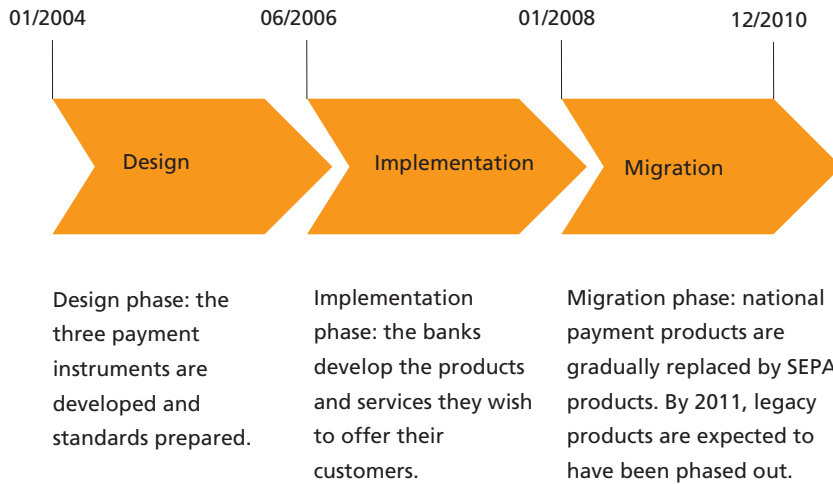 01/2004
06/2006
01/2008
12/2010
Design
Implementation
Migration
Design phase: the
three payment
instruments are
developed and
standards prepared.
Implementation
phase: the banks
develop the products
and services they wish
to offer their
customers.
Migration phase: national
payment products are
gradually replaced by SEPA
products. By 2011, legacy
products are expected to
have been phased out.